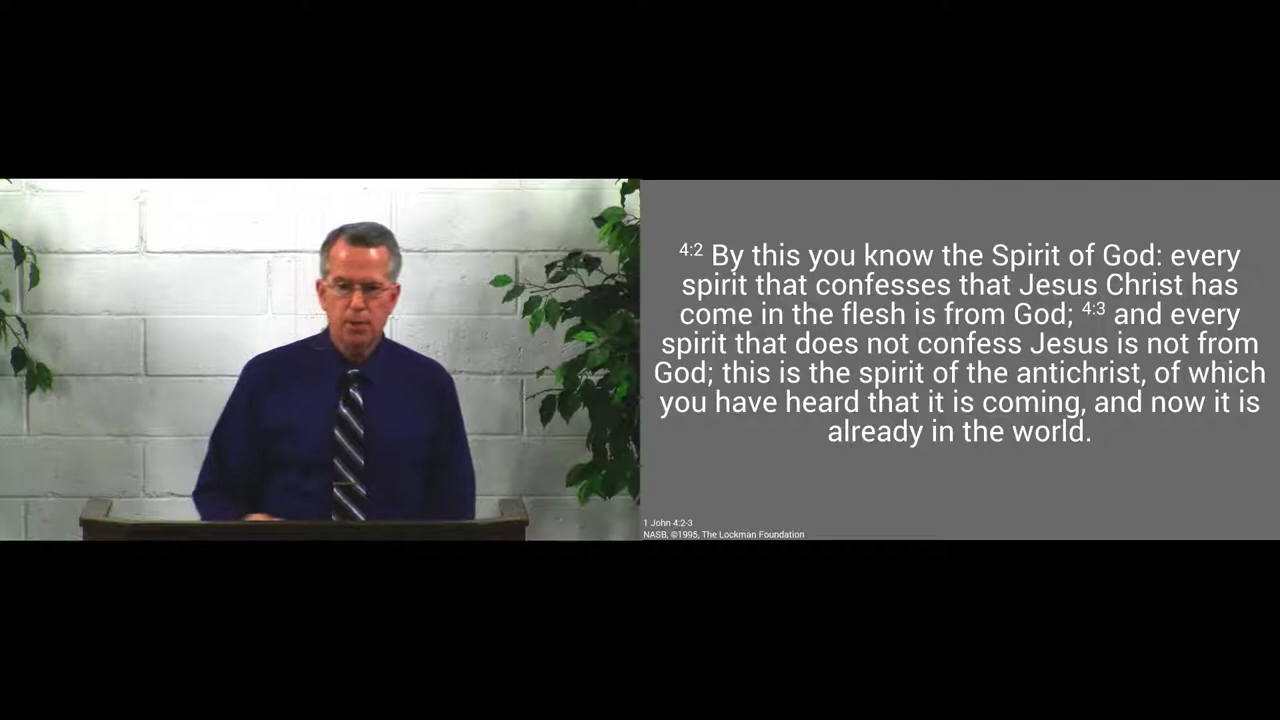 4:2 By this you know the Spirit of God: every
spirit that confesses that Jesus Christ has
come in the flesh is from God; 4:3 and every
spirit that does not confess Jesus is not from
God; this is the spirit of the antichrist, of which
you have heard that it is coming, and now it is
already in the world.
1 John 4:2-3
NASB, ©1995, The Lockman Foundation